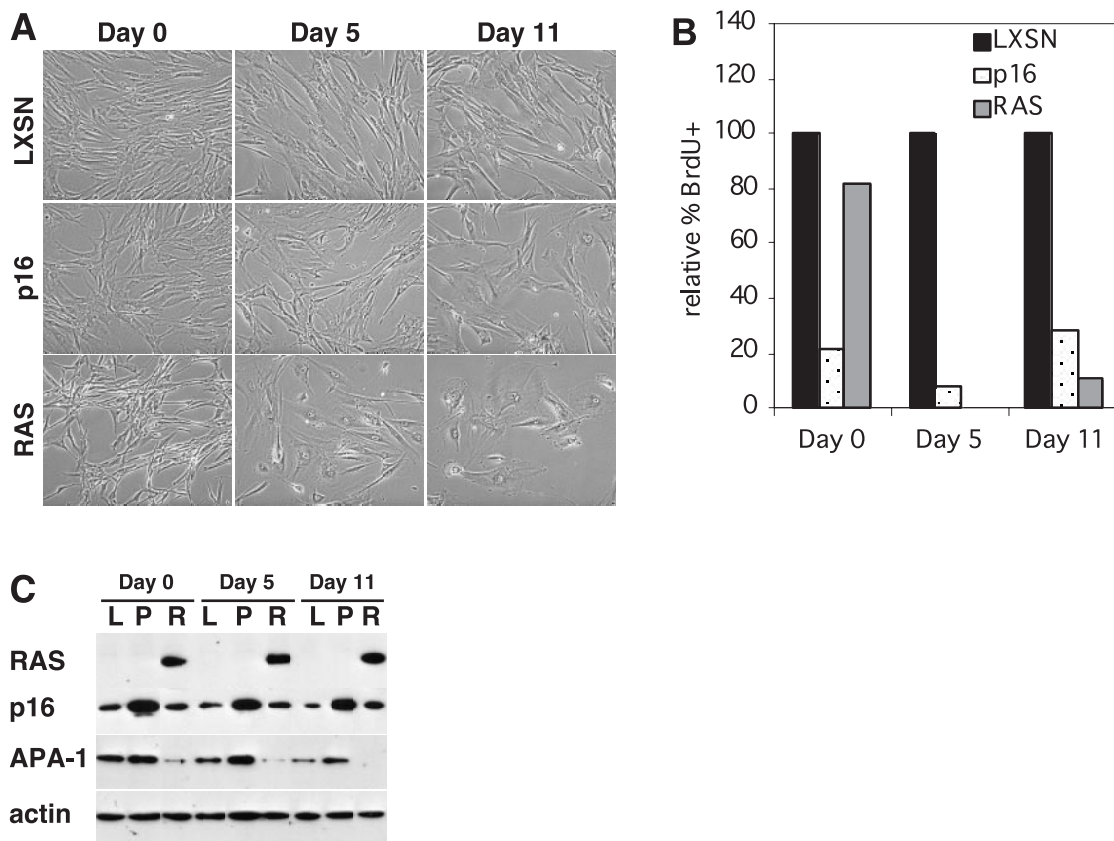 A
Day 0 Day 5 Day 11
LXSN
p16
RAS
B
relative % BrdU+
140
120
100
80
60
40
20
0
LXSN
p16
RAS
Day 0 Day 5 Day 11
C
Day 0 Day 5 Day 11
L P R L P R L P R
RAS
p16
APA-1
actin